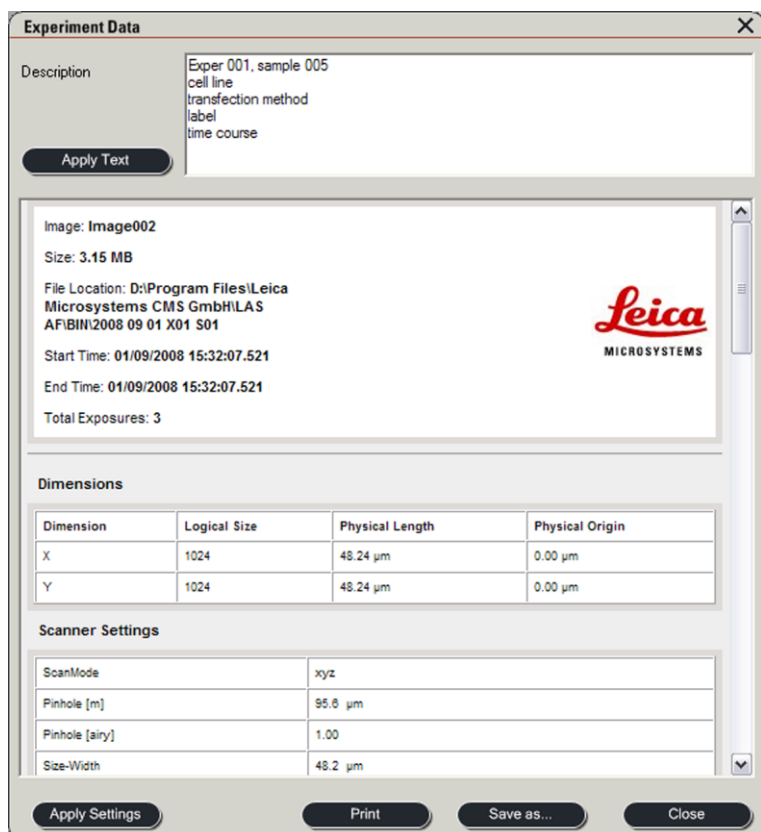 Experiment Data
Description
Exper 001, sample 005
cell line
transfection method
label
time course
Apply Text
Image: Image002
Size: 3.15 MB
File Location: D:\Program Files\Leica
Microsystems CMS GmbH\LAS
AF\BIN\2008 09 01 X01 S01
Start Time: 01/09/2008 15:32:07.521
End Time: 01/09/2008 15:32:07.521
Total Exposures: 3
Leica
MICROSYSTEMS
Dimensions
Dimension Logical Size Physical Length Physical Origin
X 1024 48.24 µm 0.00 µm
Y 1024 48.24 µm 0.00 µm
Scanner Settings
ScanMode xyz
Pinhole [m] 95.6 µm
Pinhole [airy] 1.00
Size-Width 48.2 µm
Apply Settings Print Save as... Close